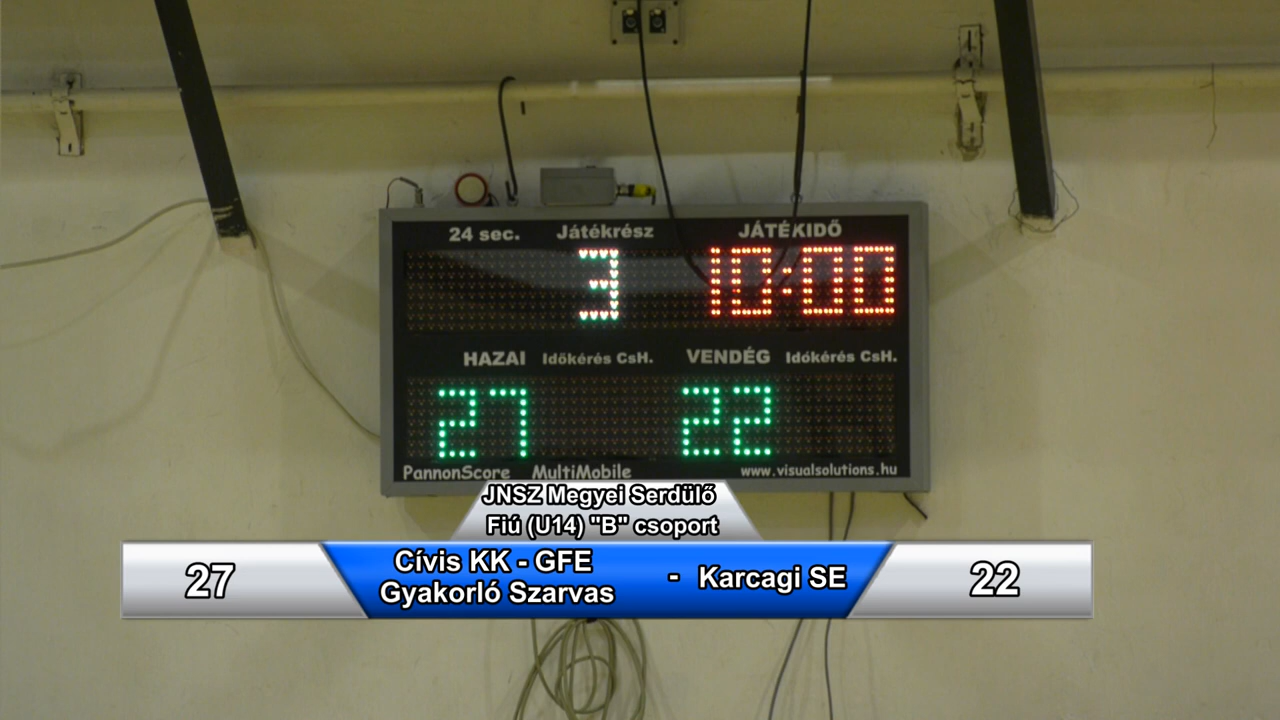 24 sec. Játékrész JÁTÉKIDŐ
3 10:00
HAZAI Időkérés CsH. VENDÉG Időkérés CsH.
27 22
PannonScore MultiMobile www.visualsolutions.hu
JNSZ Megyei Serdülő
Fiú (U14) "B" csoport
27 Cívis KK - GFE
Gyakorló Szarvas - Karcagi SE 22